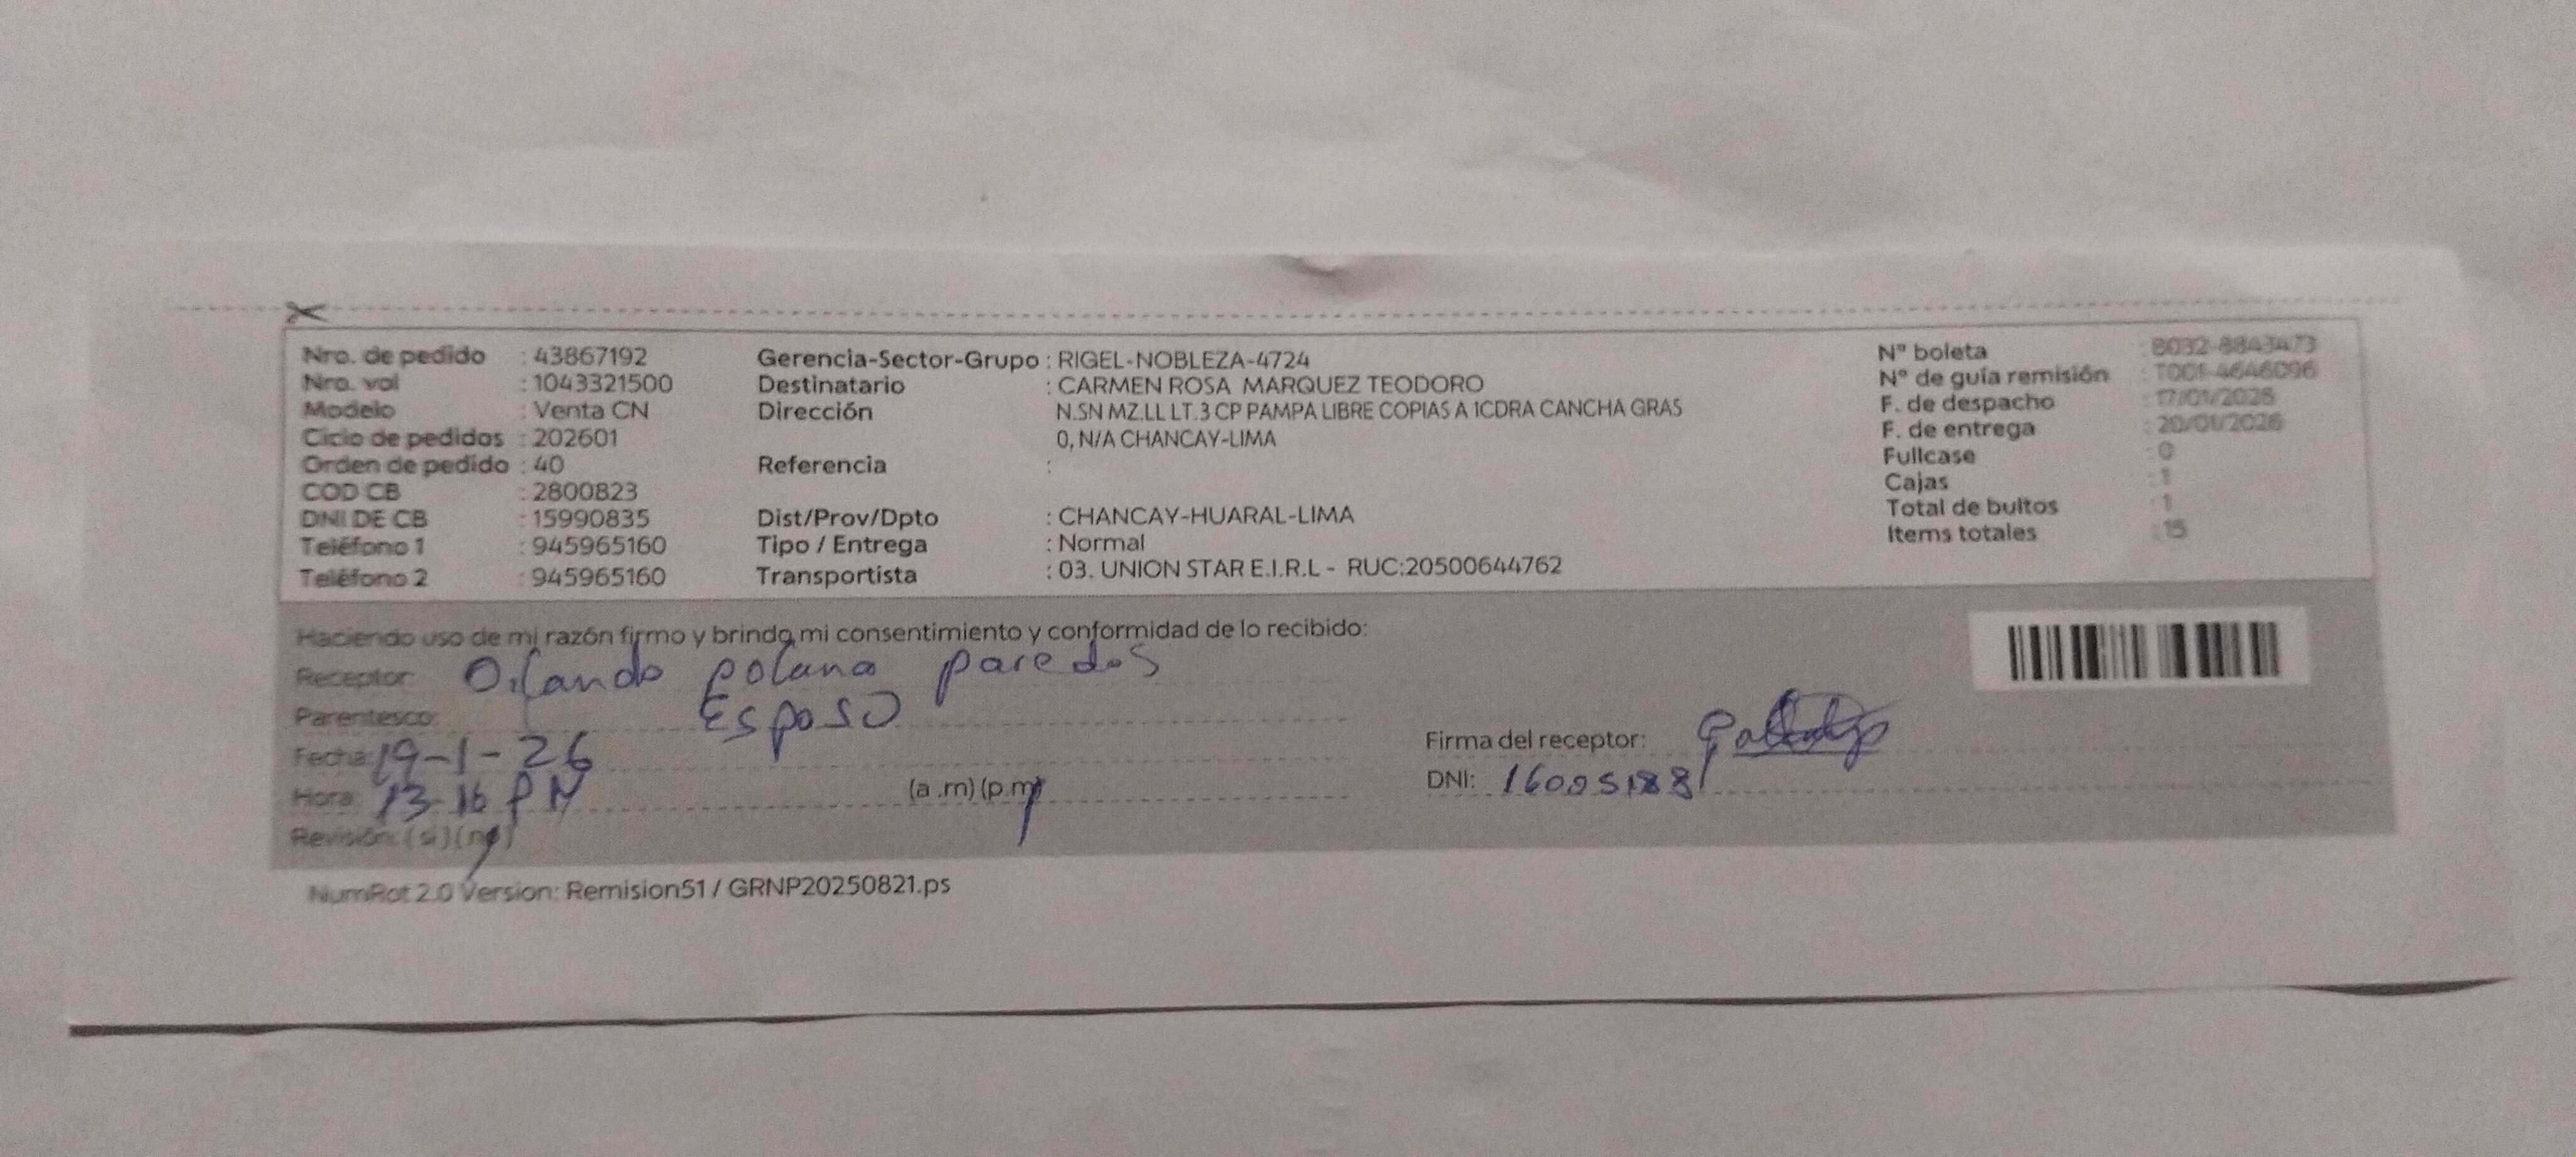 Nro. de pedido : 43867192
Nro. vol : 1043321500
Modelo : Venta CN
Ciclo de pedidos : 202601
Orden de pedido : 40
COD CB : 2800823
DNI DE CB : 15990835
Teléfono 1 : 945965160
Teléfono 2 : 945965160
Gerencia-Sector-Grupo : RIGEL-NOBLEZA-4724
Destinatario : CARMEN ROSA MARQUEZ TEODORO
Dirección N.SN MZ.LL LT.3 CP PAMPA LIBRE COPIAS A 1CDRA CANCHA GRAS
0, N/A CHANCAY-LIMA
Referencia :
Dist/Prov/Dpto : CHANCAY-HUARAL-LIMA
Tipo / Entrega : Normal
Transportista : 03. UNION STAR E.I.R.L - RUC:20500644762
N° boleta : B032-8843473
N° de guía remisión : T001-4646096
F. de despacho : 17/01/2026
F. de entrega : 20/01/2026
Fullcase : 0
Cajas : 1
Total de bultos : 1
Items totales : 15
Haciendo uso de mi razón firmo y brindo mi consentimiento y conformidad de lo recibido:
Receptor: Orlando paredes
Parentesco: Esposo
Fecha: 19-1-26
Hora: 13-16 PM (a .m) (p.m)
Revisión: (si) (no)
Firma del receptor:
DNI:
NumRot 2.0 Version: Remision51 / GRNP20250821.ps